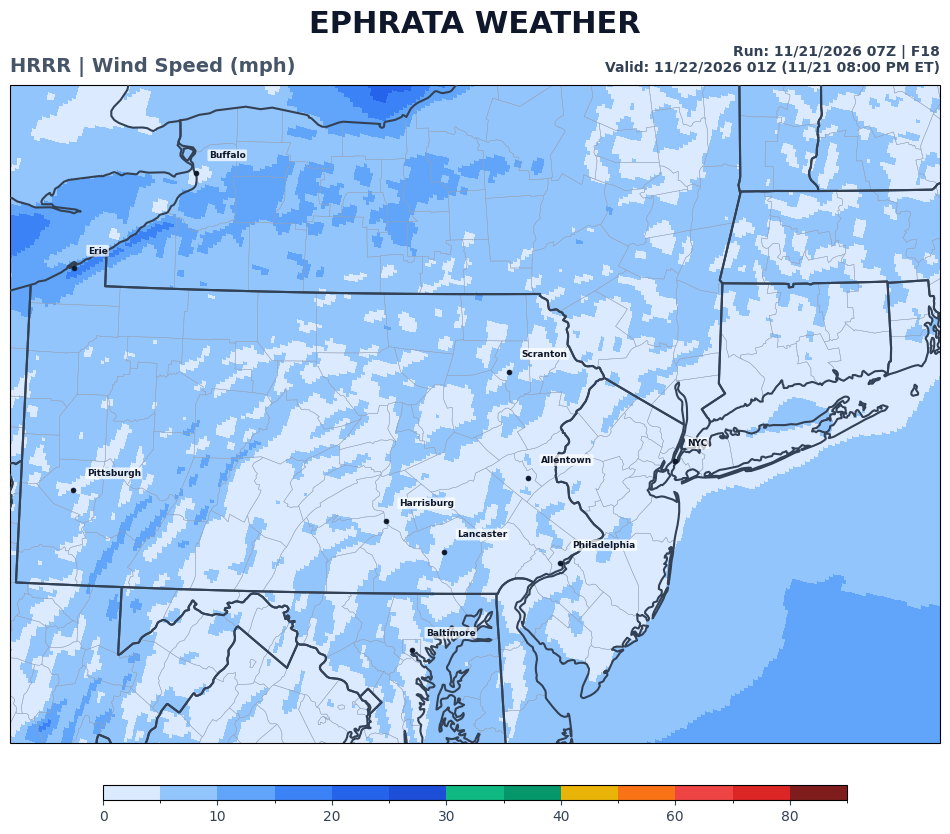 EPHRATA WEATHER
HRRR | Wind Speed (mph)
Run: 11/21/2026 07Z | F18
Valid: 11/22/2026 01Z (11/21 08:00 PM ET)
Buffalo
Erie
Scranton
NYC
Allentown
Pittsburgh
Harrisburg
Lancaster
Philadelphia
Baltimore
0 10 20 30 40 50 60 70 80